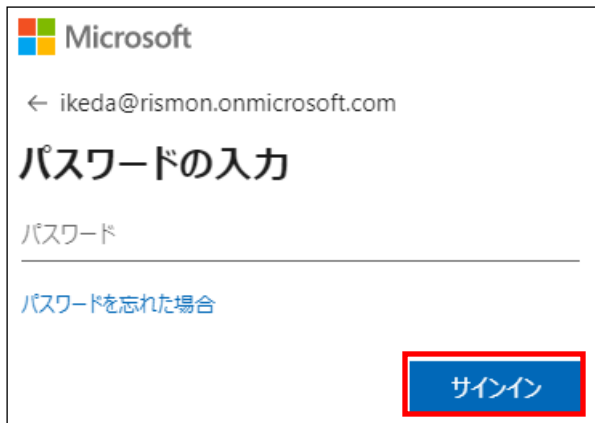 Microsoft
← ikeda@rismon.onmicrosoft.com
パスワードの入力
パスワード
パスワードを忘れた場合
サインイン